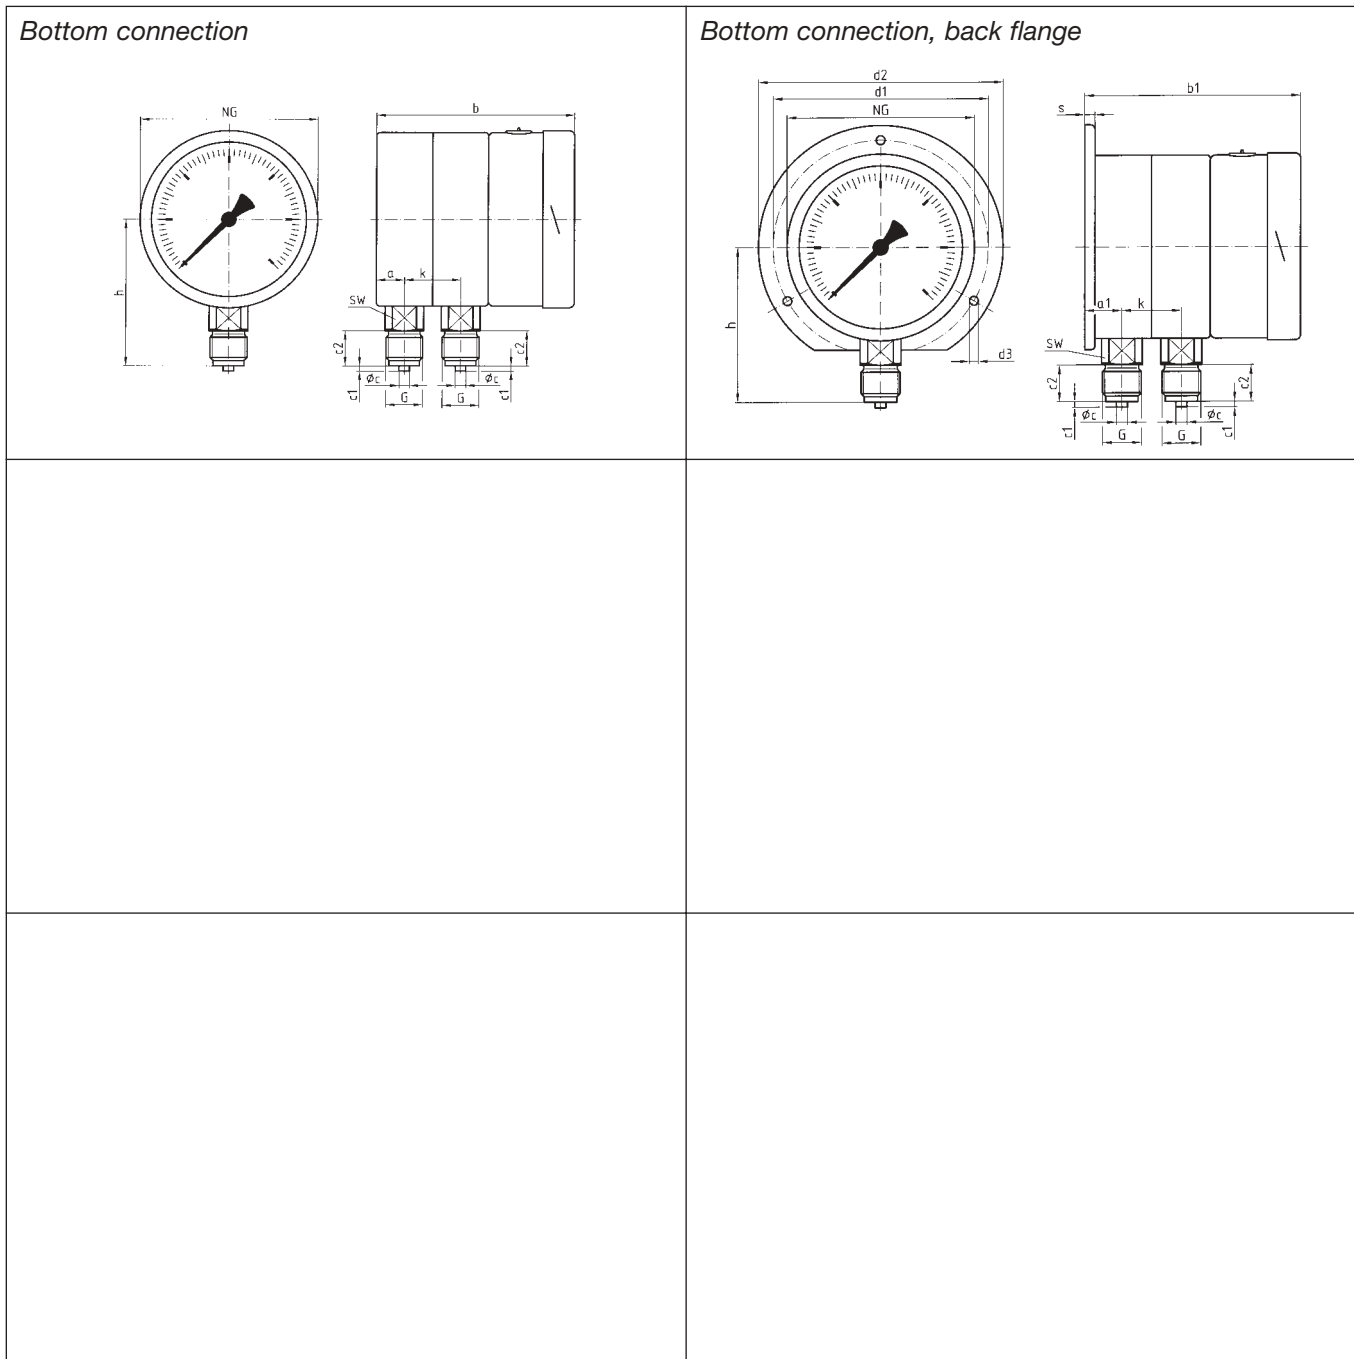 Bottom connection
NG
b
h
a k
SW
c2 c2
Øc Øc
c1 G G c1
Bottom connection, back flange
d2
d1
NG
b1
s
h
a1 k
SW
d3
c2 c2
Øc Øc
c1 G G c1